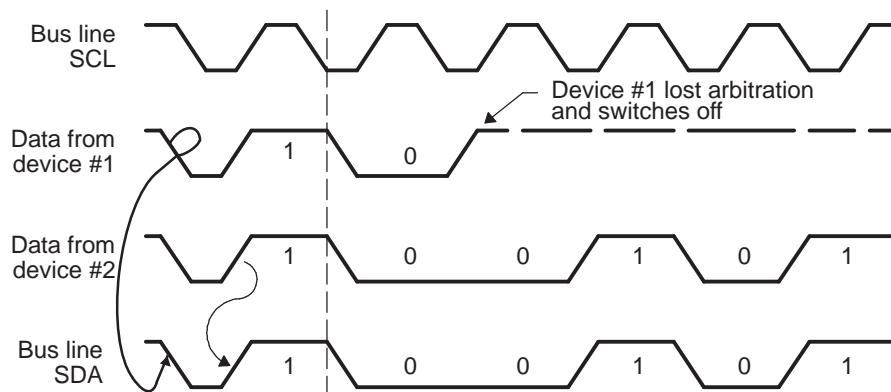 Bus line
SCL
Device #1 lost arbitration
and switches off
Data from
device #1
1
0
Data from
device #2
1 0 0 1 0 1
Bus line
SDA
1 0 0 1 0 1